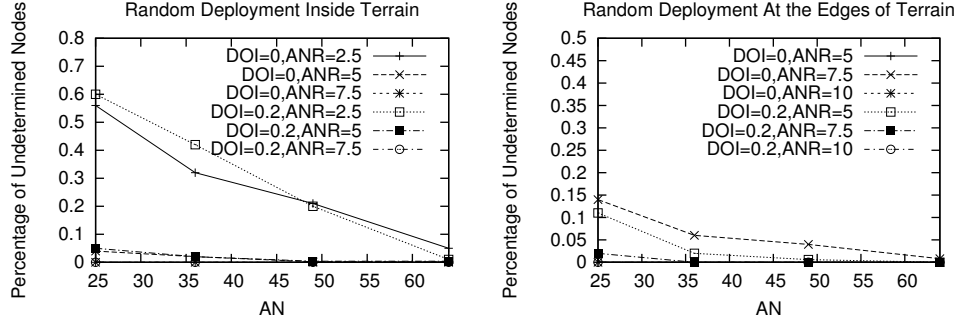 Random Deployment Inside Terrain
Percentage of Undetermined Nodes
0.8
0.7
0.6
0.5
0.4
0.3
0.2
0.1
0
DOI=0,ANR=2.5
DOI=0,ANR=5
DOI=0,ANR=7.5
DOI=0.2,ANR=2.5
DOI=0.2,ANR=5
DOI=0.2,ANR=7.5
25 30 35 40 45 50 55 60
AN
Random Deployment At the Edges of Terrain
Percentage of Undetermined Nodes
0.5
0.45
0.4
0.35
0.3
0.25
0.2
0.15
0.1
0.05
0
DOI=0,ANR=5
DOI=0,ANR=7.5
DOI=0,ANR=10
DOI=0.2,ANR=5
DOI=0.2,ANR=7.5
DOI=0.2,ANR=10
25 30 35 40 45 50 55 60
AN